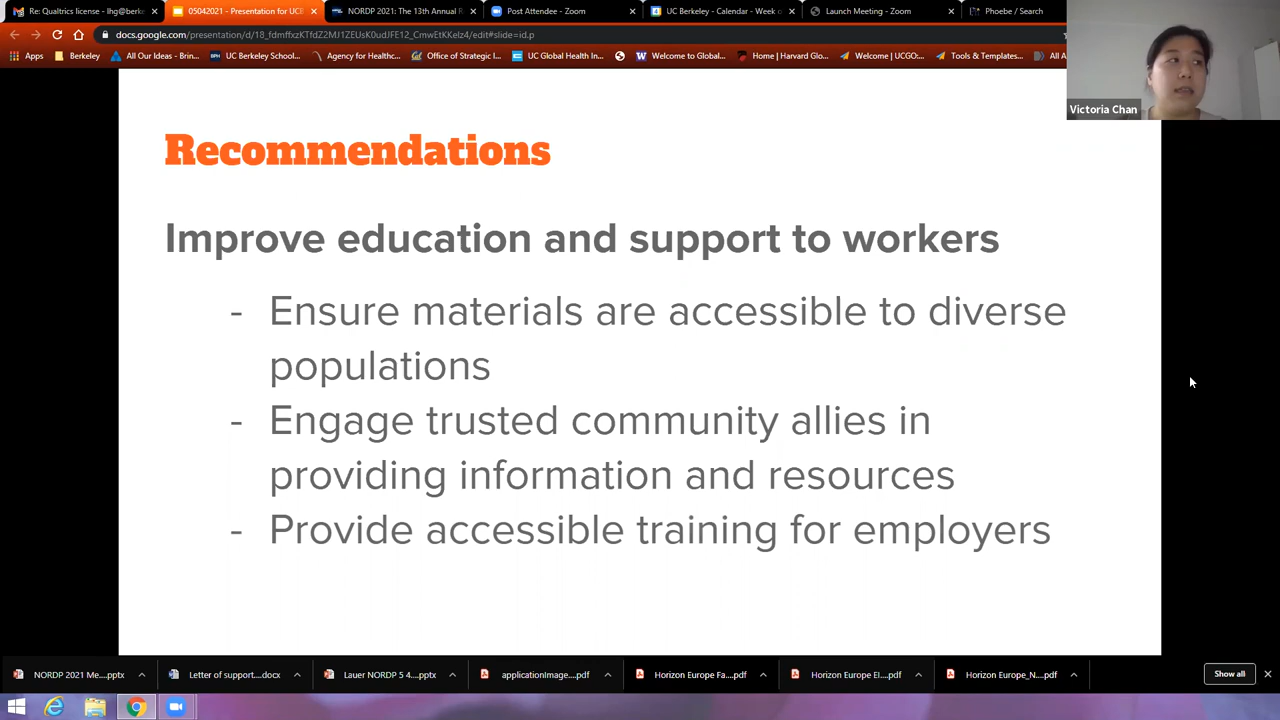 Re: Qualtrics license - lhg@berke
05042021 - Presentation for UCB
NORDP 2021: The 13th Annual R
Post Attendee - Zoom
UC Berkeley - Calendar - Week o
Launch Meeting - Zoom
Phoebe / Search
docs.google.com/presentation/d/18_fdmffxzKTfdZ2MJ1ZEUsK0udJFE12_CmwEtKKelz4/edit#slide=id.p
Apps Berkeley All Our Ideas - Brin... UC Berkeley School... Agency for Healthc... Office of Strategic I... UC Global Health In... Welcome to Global... Home | Harvard Glo... Welcome | UCGO... Tools & Templates... All A
Victoria Chan
Recommendations
Improve education and support to workers
- Ensure materials are accessible to diverse
populations
- Engage trusted community allies in
providing information and resources
- Provide accessible training for employers
NORDP 2021 Me....pptx
Letter of support....docx
Lauer NORDP 5 4....pptx
applicationImage....pdf
Horizon Europe Fa....pdf
Horizon Europe EI....pdf
Horizon Europe_N....pdf
Show all